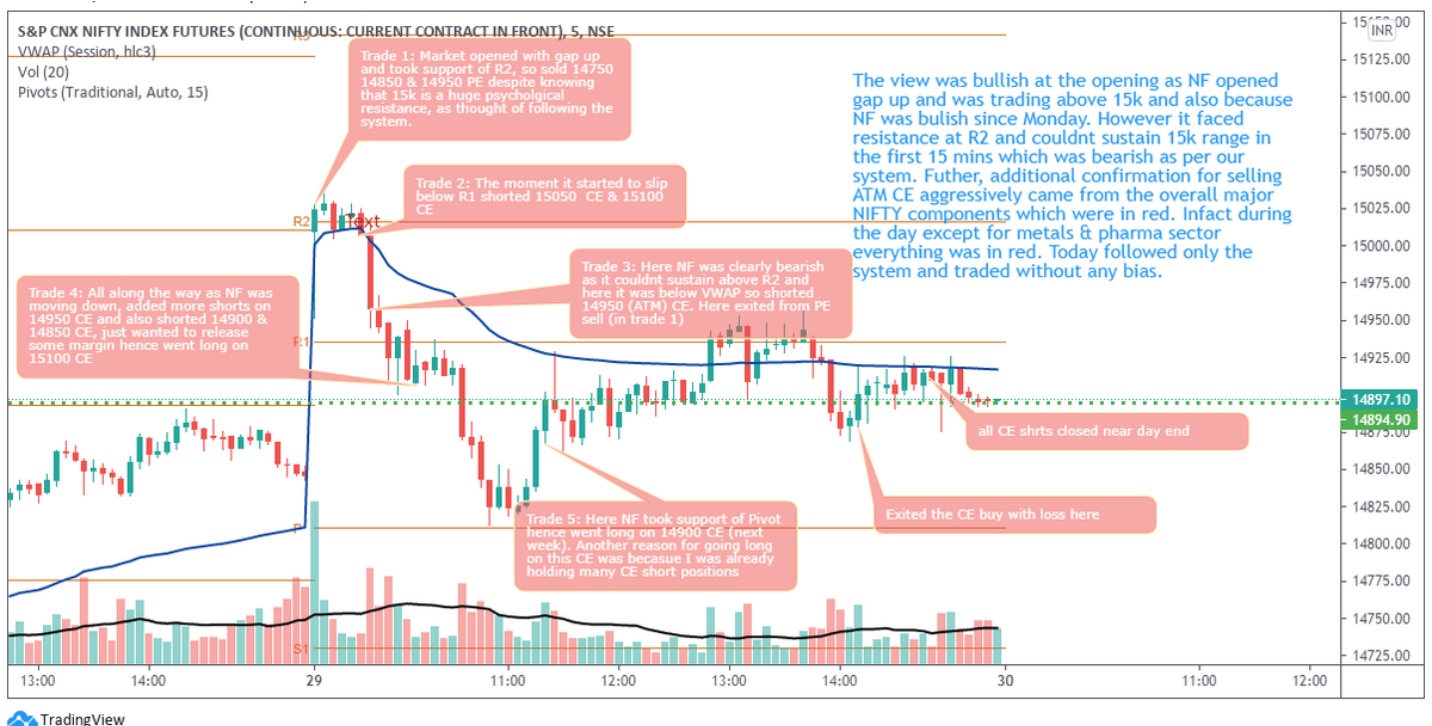 S&P CNX NIFTY INDEX FUTURES (CONTINUOUS: CURRENT CONTRACT IN FRONT), 5, NSE
VWAP (Session, hlc3)
Vol (20)
Pivots (Traditional, Auto, 15)
R3
Trade 1: Market opened with gap up
and took support of R2, so sold 14750
14850 & 14950 PE despite knowing
that 15k is a huge psycholgical
resistance, as thought of following the
system.
The view was bullish at the opening as NF opened
gap up and was trading above 15k and also because
NF was bulish since Monday. However it faced
resistance at R2 and couldnt sustain 15k range in
the first 15 mins which was bearish as per our
system. Futher, additional confirmation for selling
ATM CE aggressively came from the overall major
NIFTY components which were in red. Infact during
the day except for metals & pharma sector
everything was in red. Today followed only the
system and traded without any bias.
Trade 2: The moment it started to slip
below R1 shorted 15050 CE & 15100
CE
R2
Text
Trade 3: Here NF was clearly bearish
as it couldnt sustain above R2 and
here it was below VWAP so shorted
14950 (ATM) CE. Here exited from PE
sell (in trade 1)
Trade 4: All along the way as NF was
moving down, added more shorts on
14950 CE and also shorted 14900 &
14850 CE, just wanted to release
some margin hence went long on
15100 CE
R1
all CE shrts closed near day end
Exited the CE buy with loss here
Trade 5: Here NF took support of Pivot
hence went long on 14900 CE (next
week). Another reason for going long
on this CE was becasue I was already
holding many CE short positions
P
S1
INR
15125.00
15100.00
15075.00
15050.00
15025.00
15000.00
14975.00
14950.00
14925.00
14897.10
14894.90
14875.00
14850.00
14825.00
14800.00
14775.00
14750.00
14725.00
13:00
14:00
29
11:00
12:00
13:00
14:00
30
11:00
12:00
TradingView